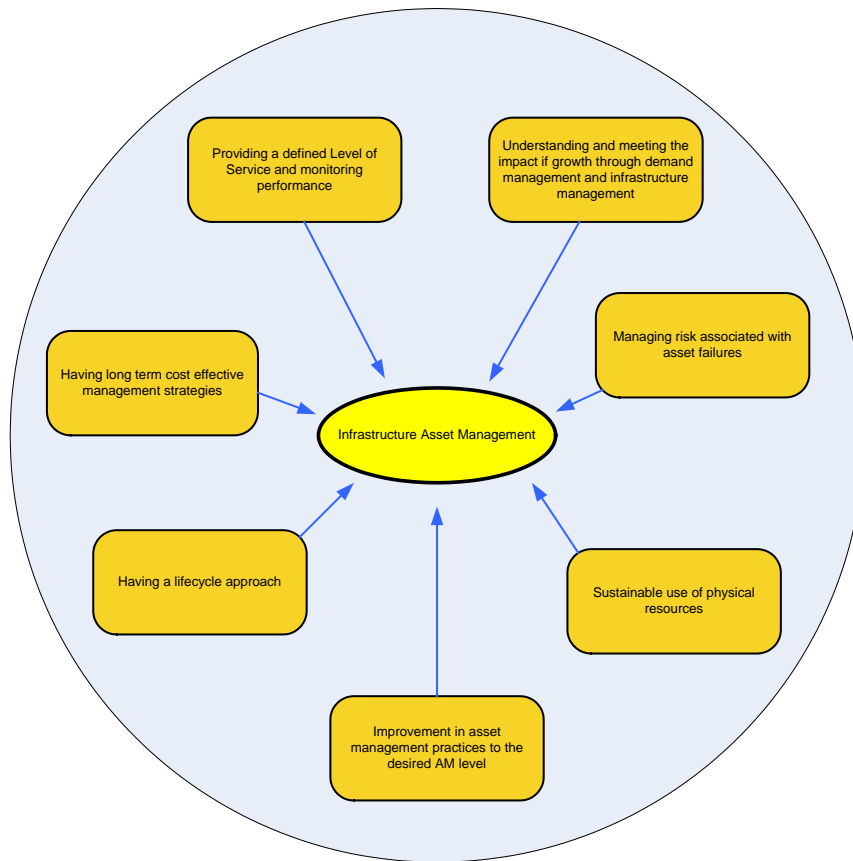 Providing a defined Level of
Service and monitoring
performance
Understanding and meeting the
impact if growth through demand
management and infrastructure
management
Managing risk associated with
asset failures
Having long term cost effective
management strategies
Infrastructure Asset Management
Having a lifecycle approach
Sustainable use of physical
resources
Improvement in asset
management practices to the
desired AM level